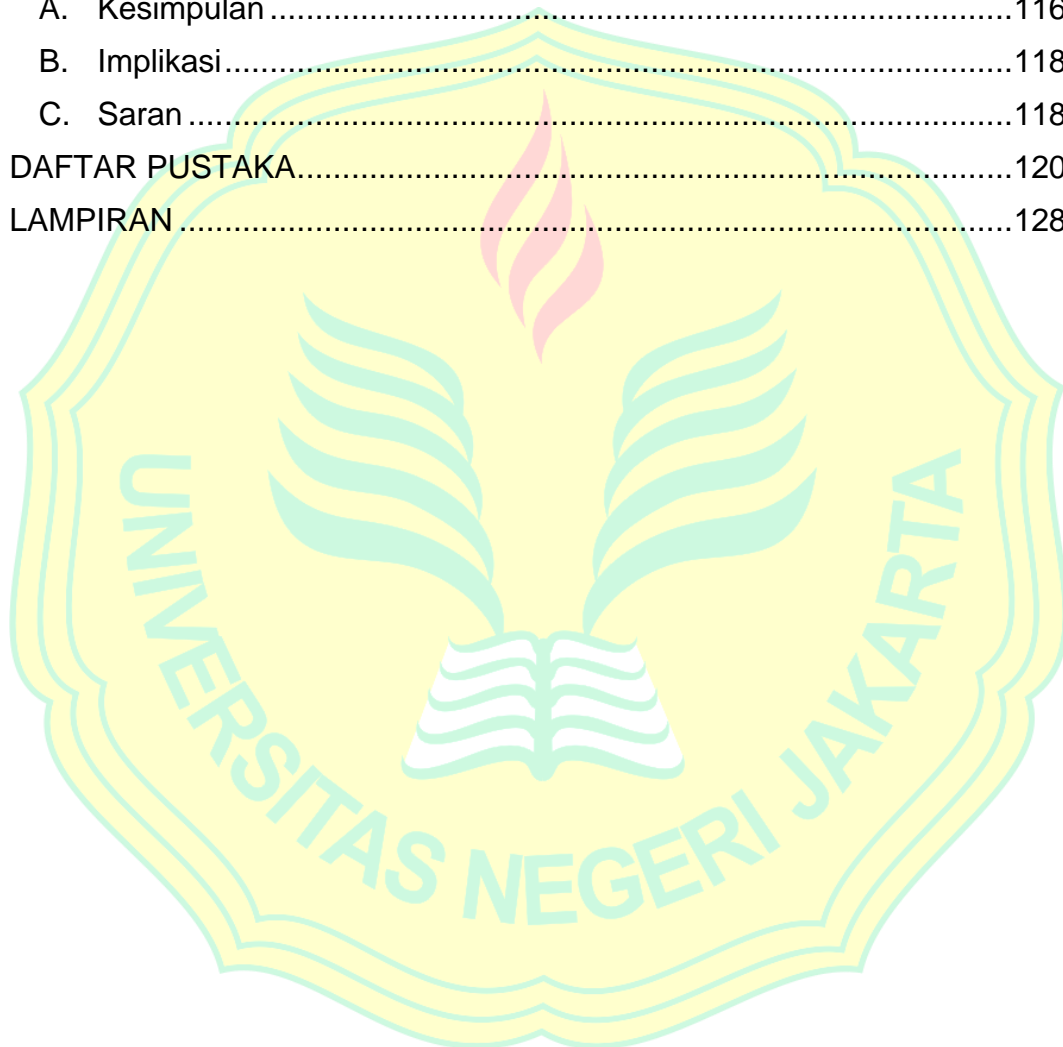 A. Kesimpulan ........................................................................................ 116
B. Implikasi ............................................................................................. 118
C. Saran ................................................................................................. 118
DAFTAR PUSTAKA ................................................................................. 120
LAMPIRAN .............................................................................................. 128
UNIVERSITAS NEGERI JAKARTA